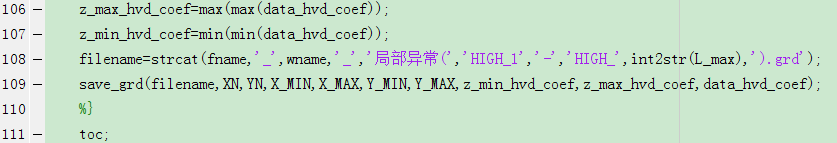 106 – z_max_hvd_coef=max(max(data_hvd_coef));
107 – z_min_hvd_coef=min(min(data_hvd_coef));
108 – filename=strcat(fname,'_',wname,'_','局部异常(','HIGH_1','-','HIGH_',int2str(L_max),').grd');
109 – save_grd(filename,XN,YN,X_MIN,X_MAX,Y_MIN,Y_MAX,z_min_hvd_coef,z_max_hvd_coef,data_hvd_coef);
110 %}
111 – toc;